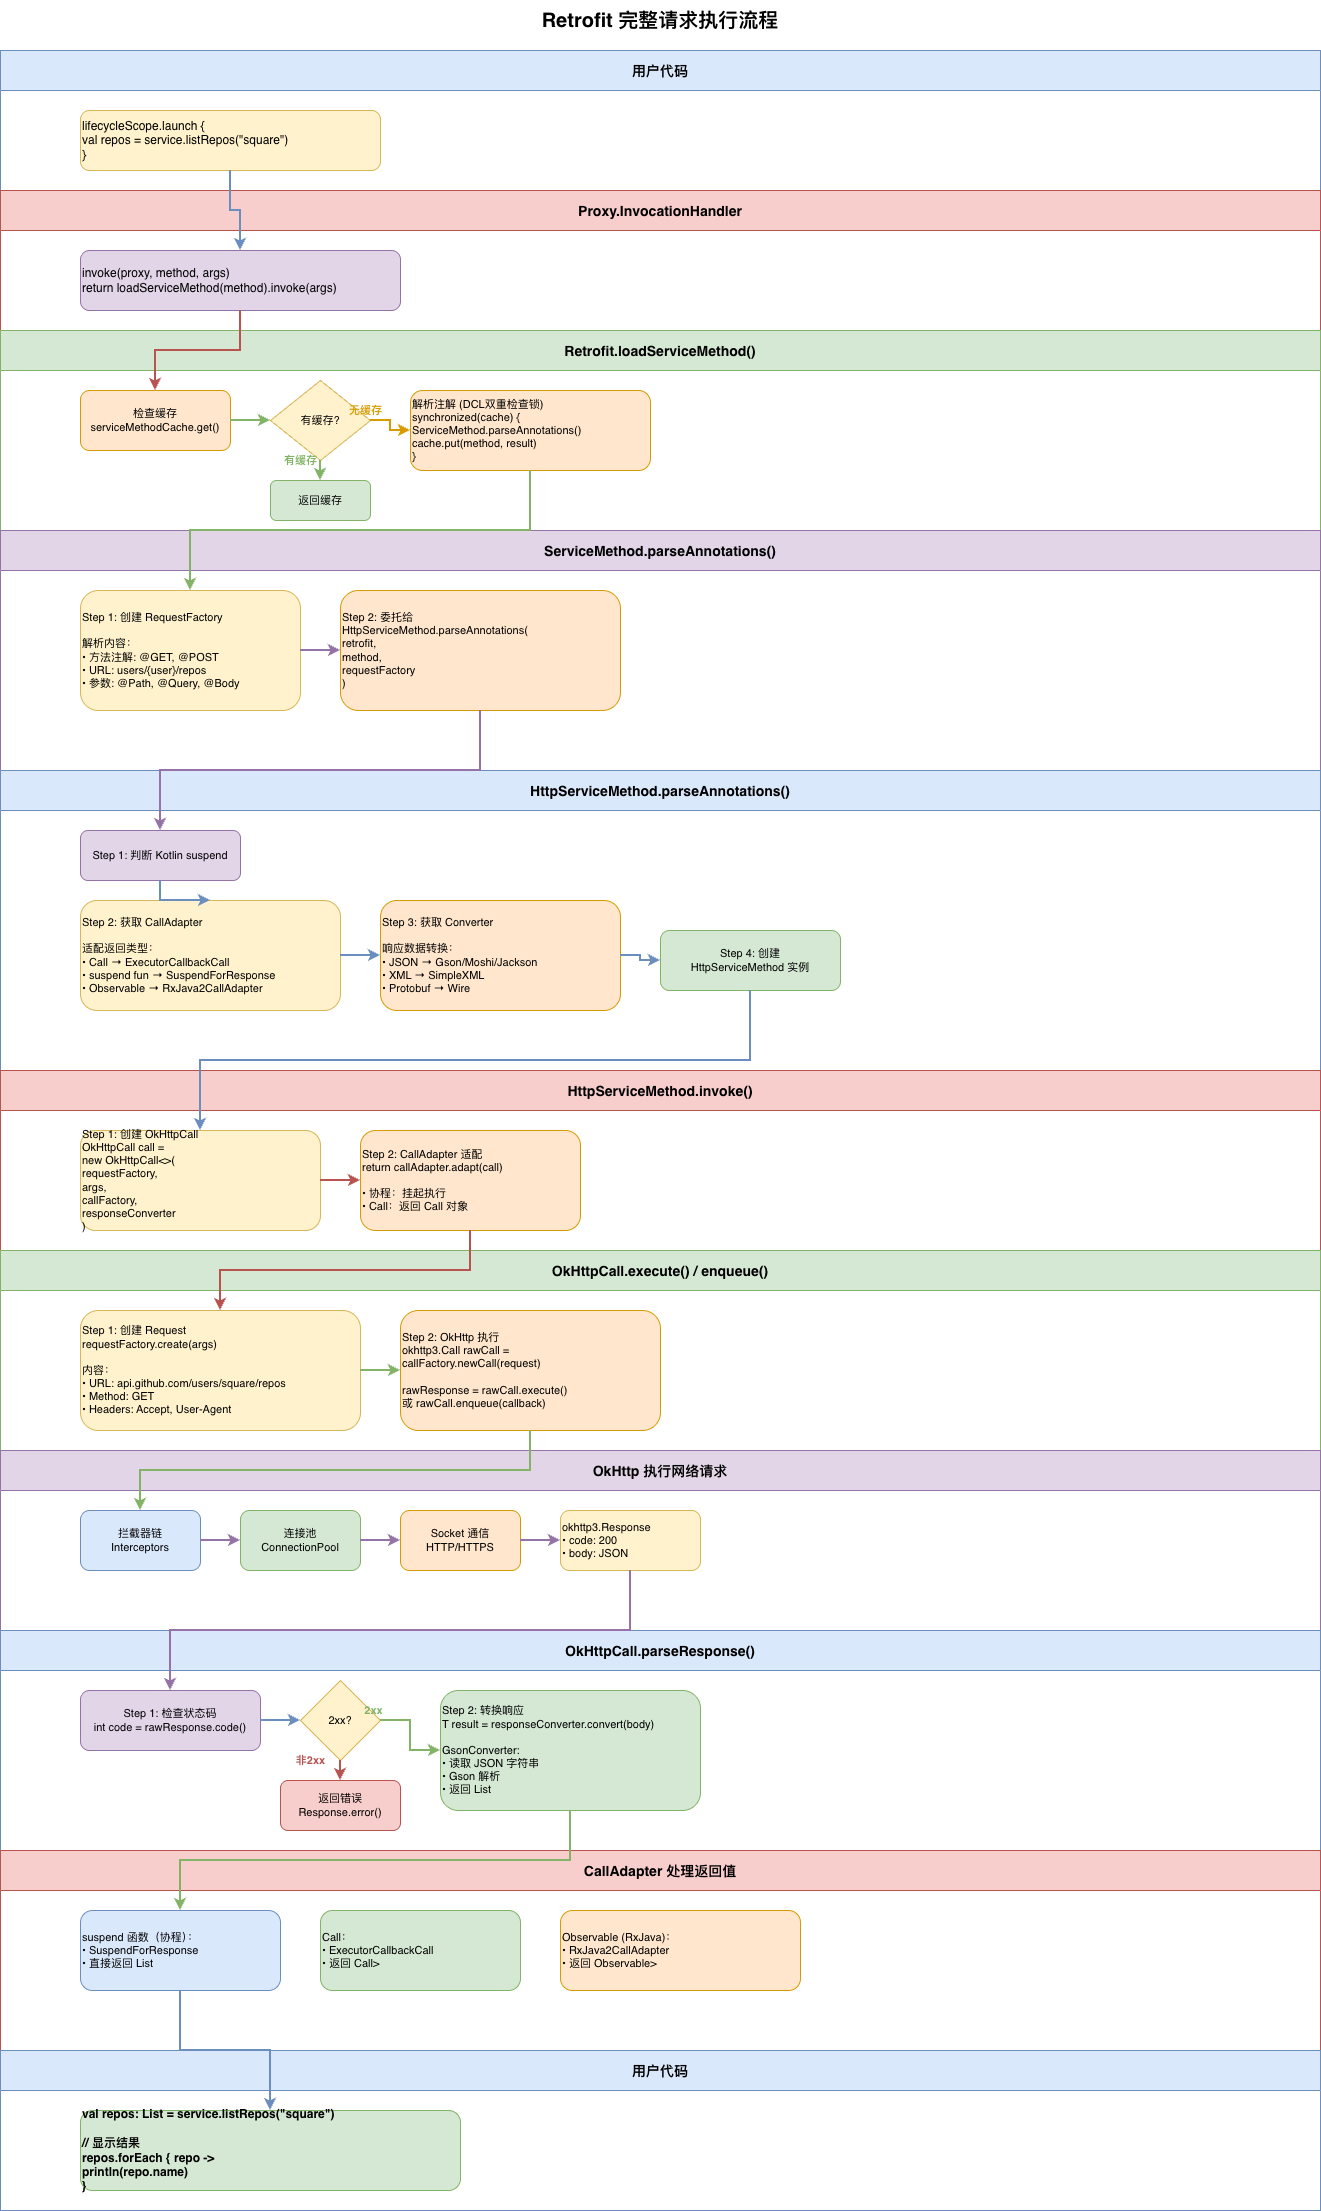 Retrofit 完整请求执行流程
用户代码
lifecycleScope.launch {
val repos = service.listRepos("square")
}
Proxy.InvocationHandler
invoke(proxy, method, args)
return loadServiceMethod(method).invoke(args)
Retrofit.loadServiceMethod()
检查缓存
serviceMethodCache.get()
有缓存?
无缓存
有缓存
返回缓存
解析注解 (DCL双重检查锁)
synchronized(cache) {
ServiceMethod.parseAnnotations()
cache.put(method, result)
}
ServiceMethod.parseAnnotations()
Step 1: 创建 RequestFactory
解析内容：
• 方法注解: @GET, @POST
• URL: users/{user}/repos
• 参数: @Path, @Query, @Body
Step 2: 委托给
HttpServiceMethod.parseAnnotations(
retrofit,
method,
requestFactory
)
HttpServiceMethod.parseAnnotations()
Step 1: 判断 Kotlin suspend
Step 2: 获取 CallAdapter
适配返回类型：
• Call → ExecutorCallbackCall
• suspend fun → SuspendForResponse
• Observable → RxJava2CallAdapter
Step 3: 获取 Converter
响应数据转换：
• JSON → Gson/Moshi/Jackson
• XML → SimpleXML
• Protobuf → Wire
Step 4: 创建
HttpServiceMethod 实例
HttpServiceMethod.invoke()
Step 1: 创建 OkHttpCall
OkHttpCall call =
new OkHttpCall<>(
requestFactory,
args,
callFactory,
responseConverter
)
Step 2: CallAdapter 适配
return callAdapter.adapt(call)
• 协程：挂起执行
• Call：返回 Call 对象
OkHttpCall.execute() / enqueue()
Step 1: 创建 Request
requestFactory.create(args)
内容：
• URL: api.github.com/users/square/repos
• Method: GET
• Headers: Accept, User-Agent
Step 2: OkHttp 执行
okhttp3.Call rawCall =
callFactory.newCall(request)
rawResponse = rawCall.execute()
或 rawCall.enqueue(callback)
OkHttp 执行网络请求
拦截器链
Interceptors
连接池
ConnectionPool
Socket 通信
HTTP/HTTPS
okhttp3.Response
• code: 200
• body: JSON
OkHttpCall.parseResponse()
Step 1: 检查状态码
int code = rawResponse.code()
2xx?
2xx
非2xx
返回错误
Response.error()
Step 2: 转换响应
T result = responseConverter.convert(body)
GsonConverter:
• 读取 JSON 字符串
• Gson 解析
• 返回 List
CallAdapter 处理返回值
suspend 函数（协程）：
• SuspendForResponse
• 直接返回 List
Call：
• ExecutorCallbackCall
• 返回 Call>
Observable (RxJava)：
• RxJava2CallAdapter
• 返回 Observable>
用户代码
val repos: List = service.listRepos("square")
// 显示结果
repos.forEach { repo ->
println(repo.name)
}